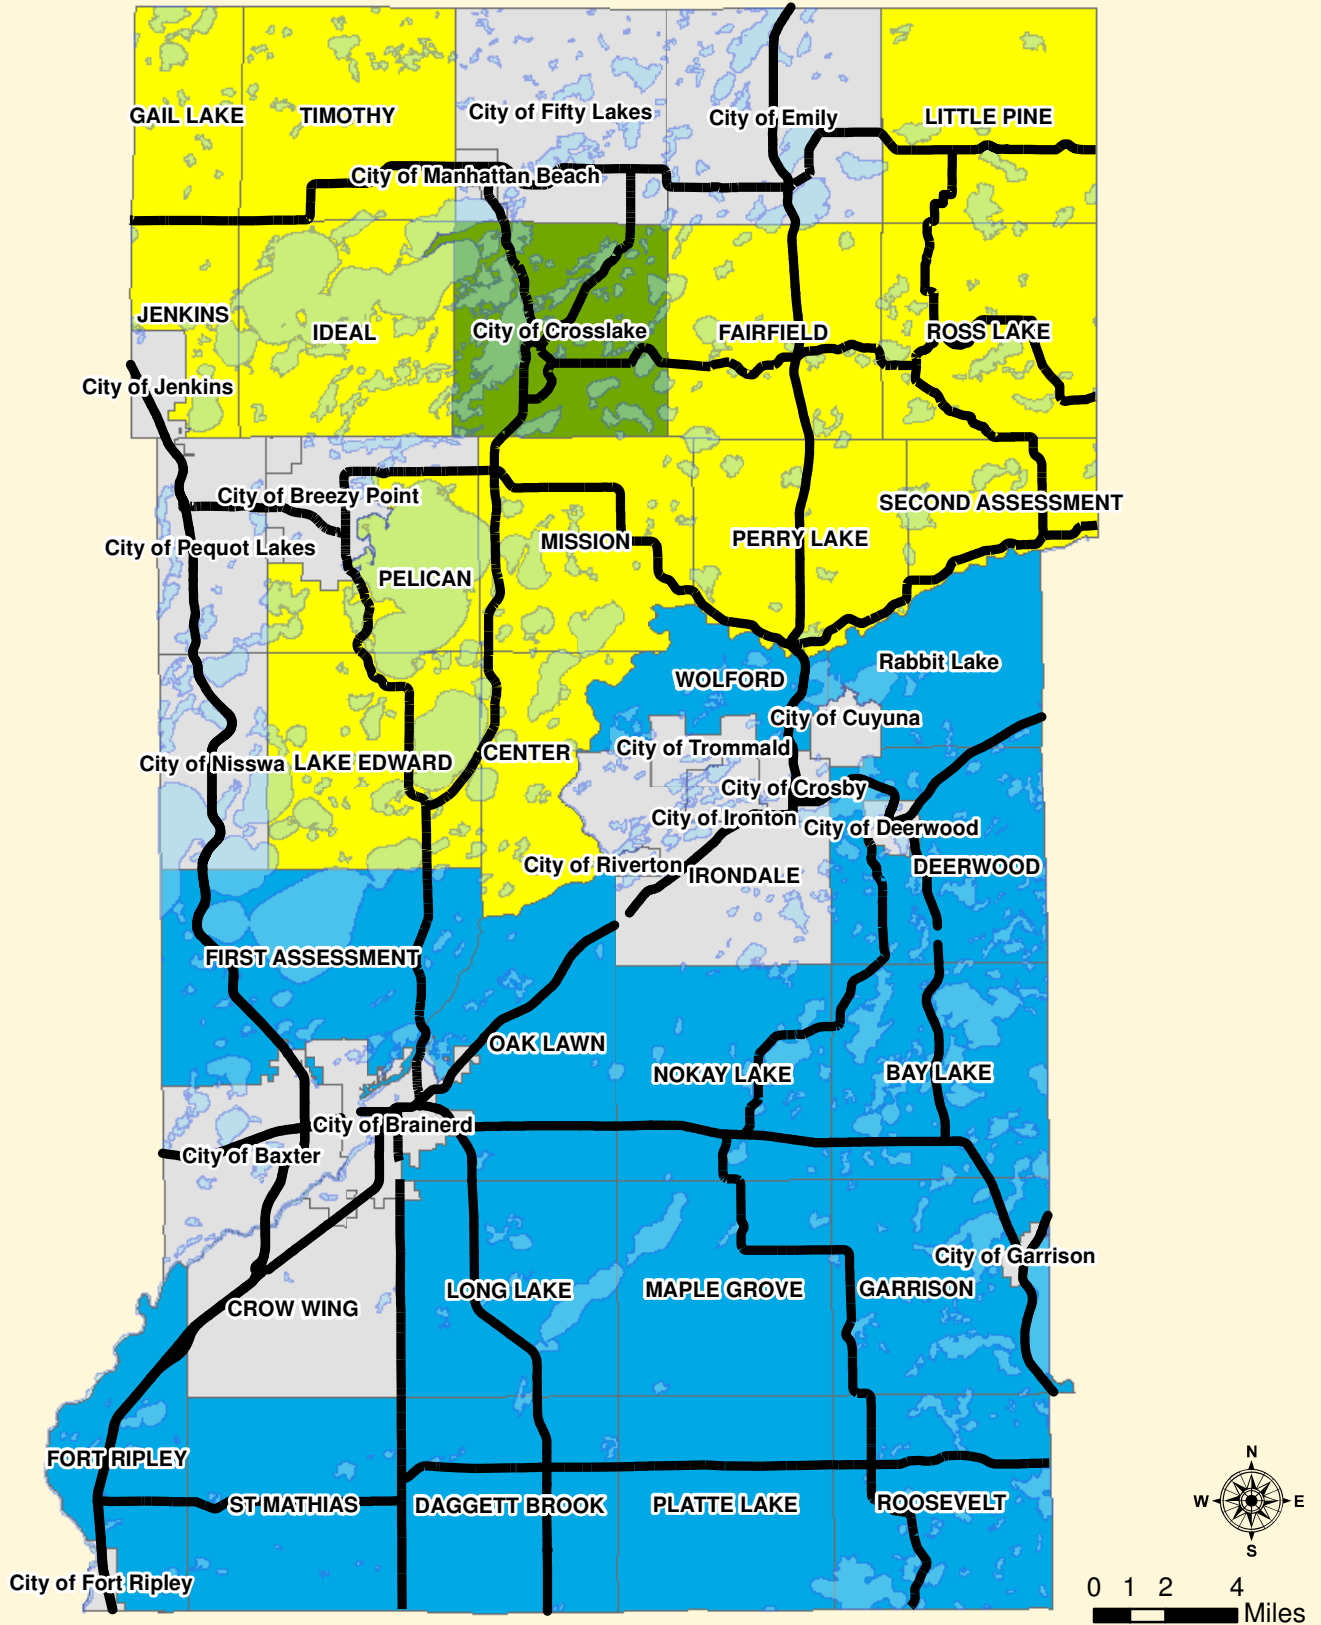 GAIL LAKE
TIMOTHY
City of Fifty Lakes
City of Emily
LITTLE PINE
City of Manhattan Beach
JENKINS
IDEAL
City of Crosslake
FAIRFIELD
ROSS LAKE
City of Jenkins
City of Breezy Point
SECOND ASSESSMENT
City of Pequot Lakes
MISSION
PERRY LAKE
PELICAN
Rabbit Lake
WOLFORD
City of Cuyuna
City of Trommald
City of Nisswa
LAKE EDWARD
CENTER
City of Crosby
City of Ironton
City of Deerwood
City of Riverton
IRONDALE
DEERWOOD
FIRST ASSESSMENT
OAK LAWN
NOKAY LAKE
BAY LAKE
City of Brainerd
City of Baxter
City of Garrison
LONG LAKE
MAPLE GROVE
GARRISON
CROW WING
FORT RIPLEY
ST MATHIAS
DAGGETT BROOK
PLATTE LAKE
ROOSEVELT
City of Fort Ripley
N
W
E
S
0 1 2 4
Miles